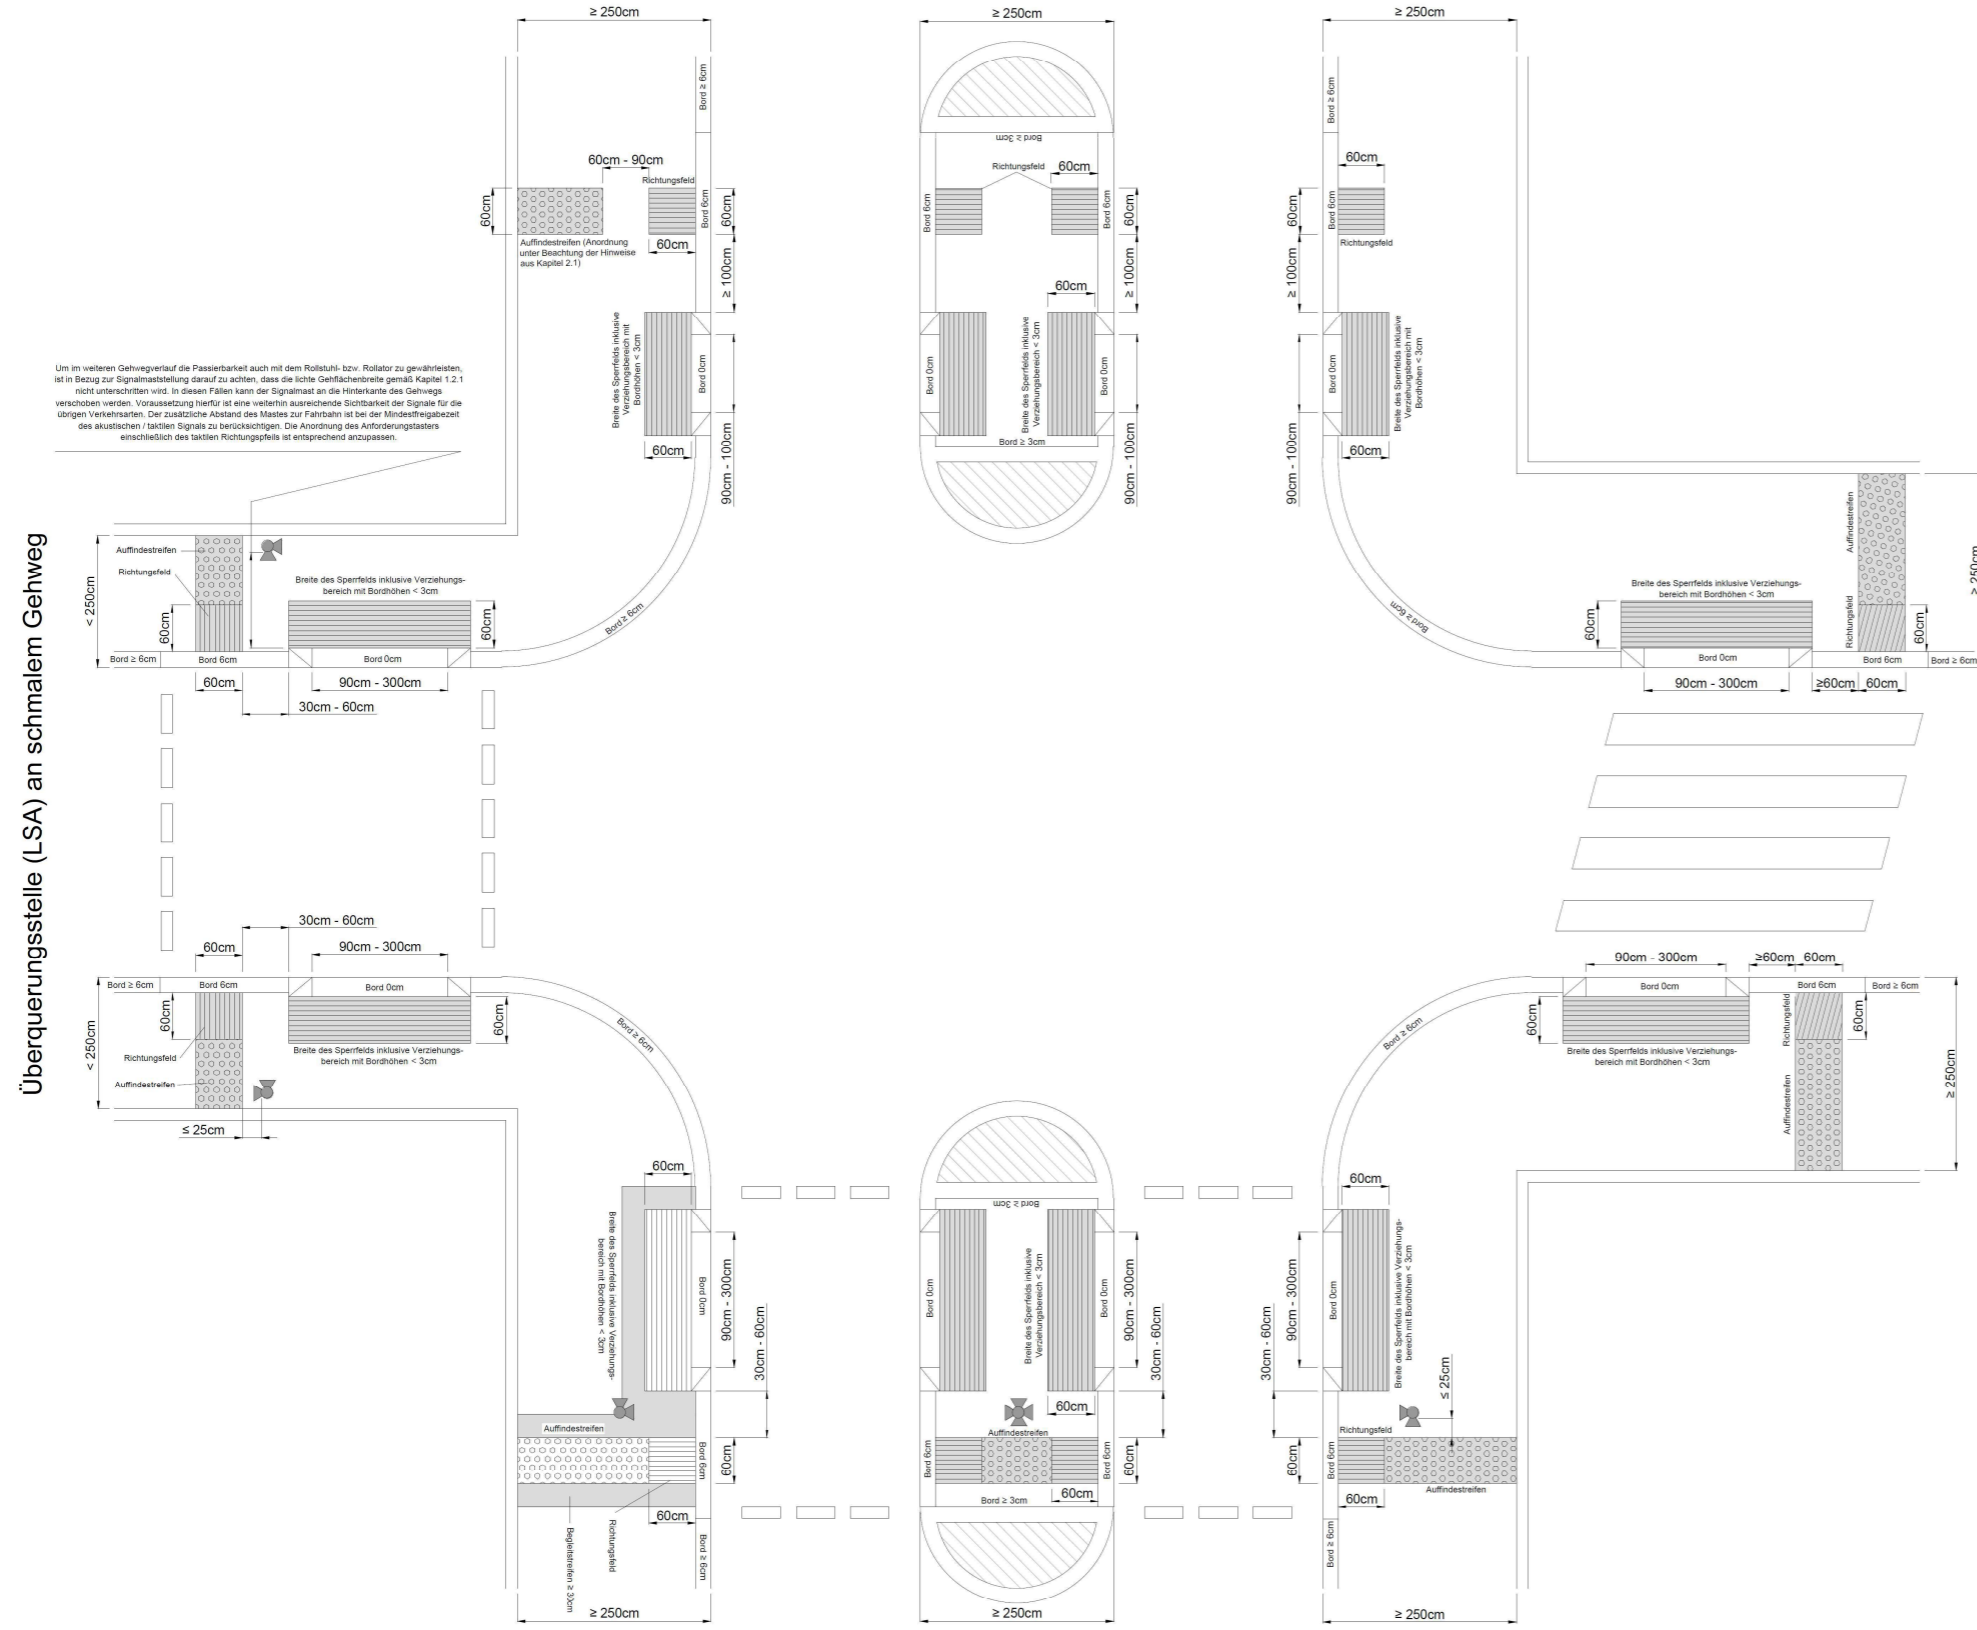 ≥ 250cm
≥ 250cm
≥ 250cm
Bord ≥ 6cm
Bord ≥ 3cm
Bord ≥ 6cm
60cm - 90cm
Richtungsfeld
60cm
Bord 6cm
60cm
60cm
Auffindestreifen (Anordnung
unter Beachtung der Hinweise
aus Kapitel 2.1)
≥ 100cm
Breite des Sperrfelds inklusive
Verziehungsbereich mit
Bordhöhen < 3cm
Bord 0cm
60cm
90cm - 100cm
Richtungsfeld
60cm
Bord 6cm
Bord 6cm
60cm
≥ 100cm
60cm
Bord 0cm
Breite des Sperrfelds inklusive
Verziehungsbereich < 3cm
Bord 0cm
Bord ≥ 3cm
90cm - 100cm
60cm
60cm
Bord 6cm
Richtungsfeld
≥ 100cm
Bord 0cm
Breite des Sperrfelds inklusive
Verziehungsbereich mit
Bordhöhen < 3cm
60cm
90cm - 100cm
Um im weiteren Gehwegverlauf die Passierbarkeit auch mit dem Rollstuhl- bzw. Rollator zu gewährleisten,
ist in Bezug zur Signalmaststellung darauf zu achten, dass die lichte Gehflächenbreite gemäß Kapitel 1.2.1
nicht unterschritten wird. In diesen Fällen kann der Signalmast an die Hinterkante des Gehwegs
verschoben werden. Voraussetzung hierfür ist eine weiterhin ausreichende Sichtbarkeit der Signale für die
übrigen Verkehrsarten. Der zusätzliche Abstand des Mastes zur Fahrbahn ist bei der Mindestfreigabezeit
des akustischen / taktilen Signals zu berücksichtigen. Die Anordnung des Anforderungstasters
einschließlich des taktilen Richtungspfeils ist entsprechend anzupassen.
Überquerungsstelle (LSA) an schmalem Gehweg
< 250cm
Auffindestreifen
Richtungsfeld
60cm
Breite des Sperrfelds inklusive Verziehungs-
bereich mit Bordhöhen < 3cm
60cm
Bord ≥ 6cm
Bord ≥ 6cm
Bord 6cm
Bord 0cm
60cm
90cm - 300cm
30cm - 60cm
Bord ≥ 6cm
Breite des Sperrfelds inklusive Verziehungs-
bereich mit Bordhöhen < 3cm
60cm
Auffindestreifen
Richtungsfeld
60cm
≥ 250cm
Bord 0cm
Bord 6cm
Bord ≥ 6cm
90cm - 300cm
≥60cm
60cm
30cm - 60cm
60cm
90cm - 300cm
Bord ≥ 6cm
Bord 6cm
Bord 0cm
< 250cm
60cm
60cm
Bord ≥ 6cm
Richtungsfeld
Auffindestreifen
Breite des Sperrfelds inklusive Verziehungs-
bereich mit Bordhöhen < 3cm
≤ 25cm
90cm - 300cm
≥60cm
60cm
Bord 0cm
Bord 6cm
Bord ≥ 6cm
60cm
Bord ≥ 6cm
Richtungsfeld
60cm
Breite des Sperrfelds inklusive Verziehungs-
bereich mit Bordhöhen < 3cm
Auffindestreifen
≥ 250cm
60cm
Breite des Sperrfelds inklusive Verziehungs-
bereich mit Bordhöhen < 3cm
Bord 0cm
90cm - 300cm
30cm - 60cm
Auffindestreifen
Bord 6cm
60cm
60cm
Begleitstreifen ≥ 30cm
Richtungsfeld
Bord ≥ 6cm
≥ 250cm
Bord ≥ 3cm
Bord 0cm
Breite des Sperrfelds inklusive
Verziehungsbereich < 3cm
Bord 0cm
90cm - 300cm
30cm - 60cm
60cm
Auffindestreifen
Bord 6cm
Bord 6cm
60cm
60cm
Bord ≥ 3cm
≥ 250cm
60cm
90cm - 300cm
30cm - 60cm
Bord 0cm
Breite des Sperrfelds inklusive Verziehungs-
bereich mit Bordhöhen < 3cm
≤ 25cm
Richtungsfeld
60cm
Bord 6cm
Auffindestreifen
60cm
Bord ≥ 6cm
≥ 250cm